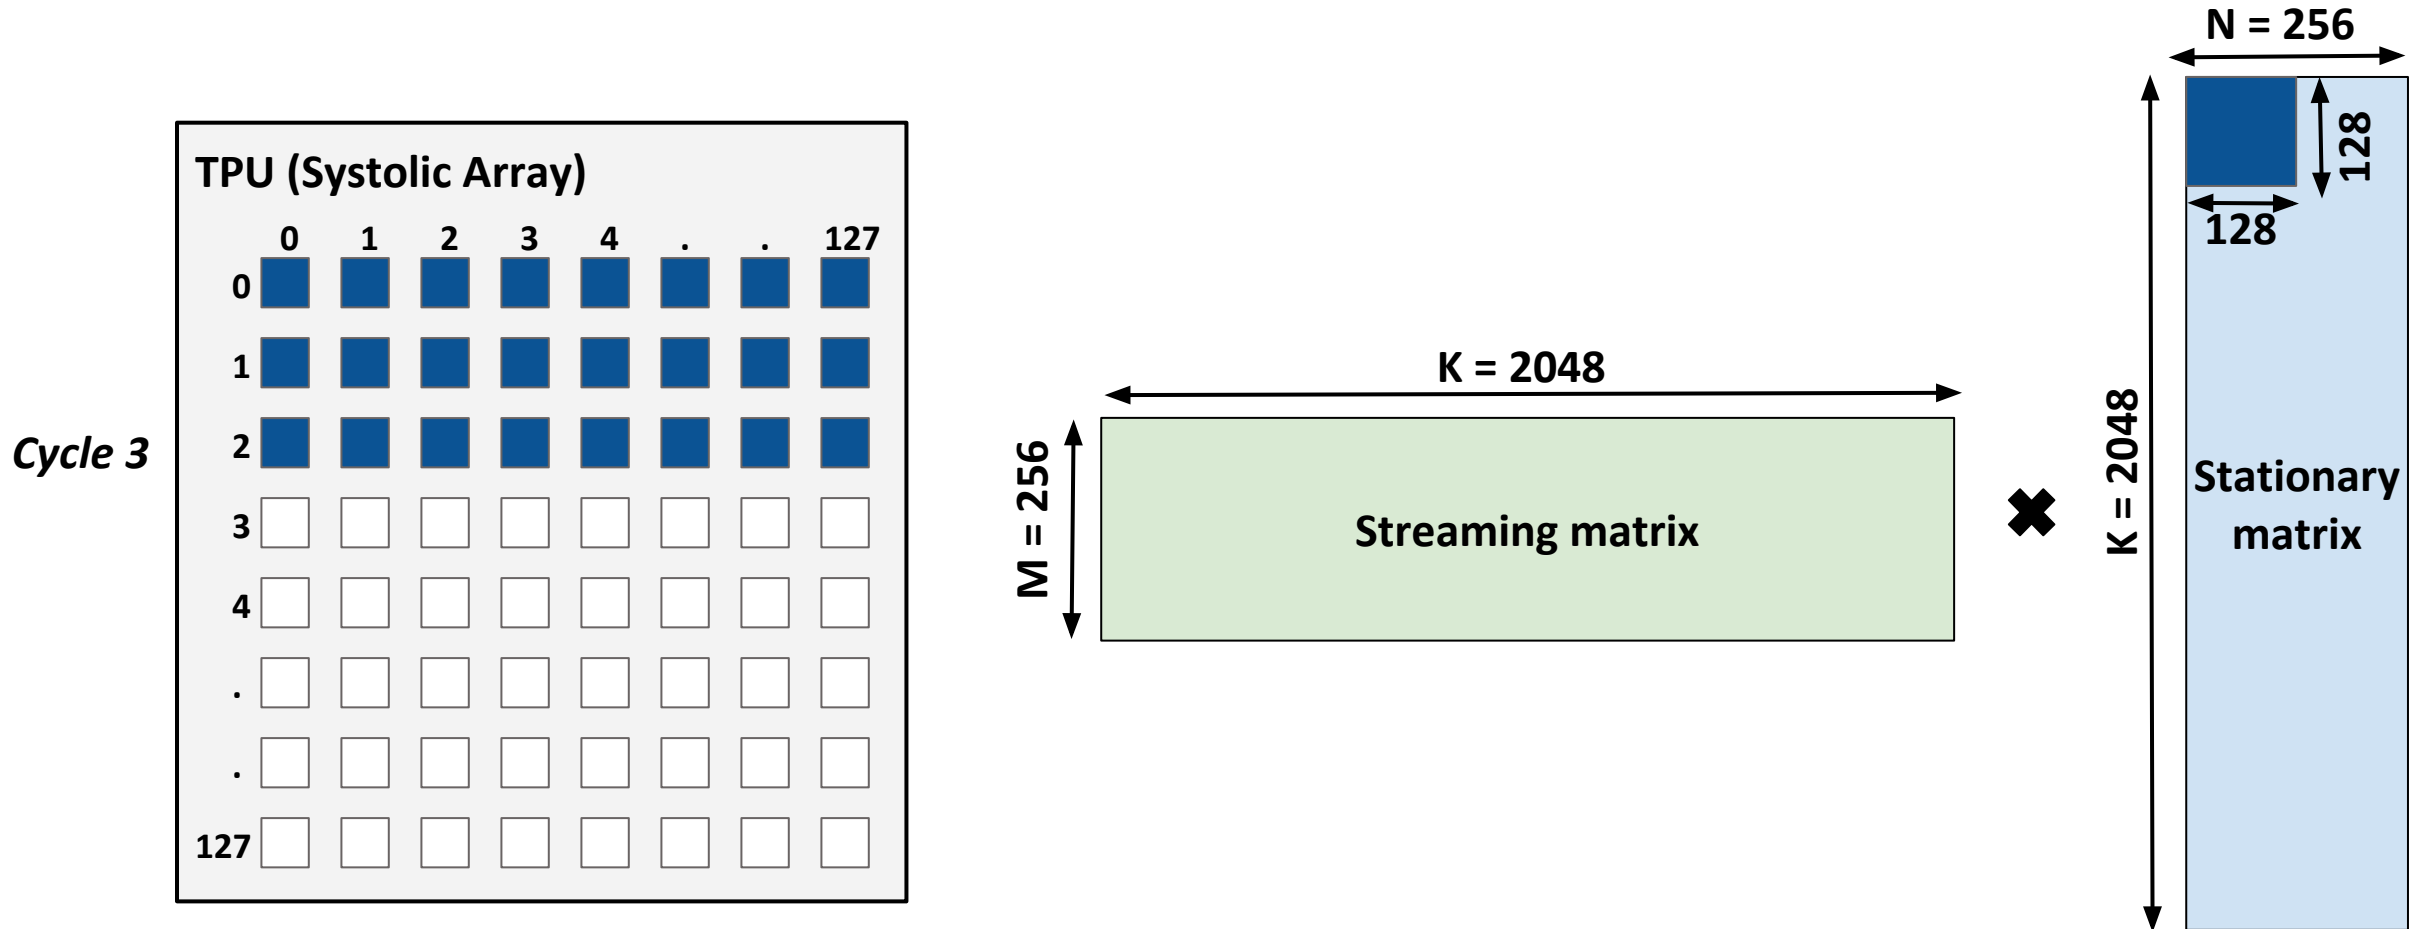 Cycle 3
TPU (Systolic Array)
0 1 2 3 4 . . 127
0
1
2
3
4
.
.
127
K = 2048
M = 256
Streaming matrix
✖
N = 256
K = 2048
128
128
Stationary
matrix